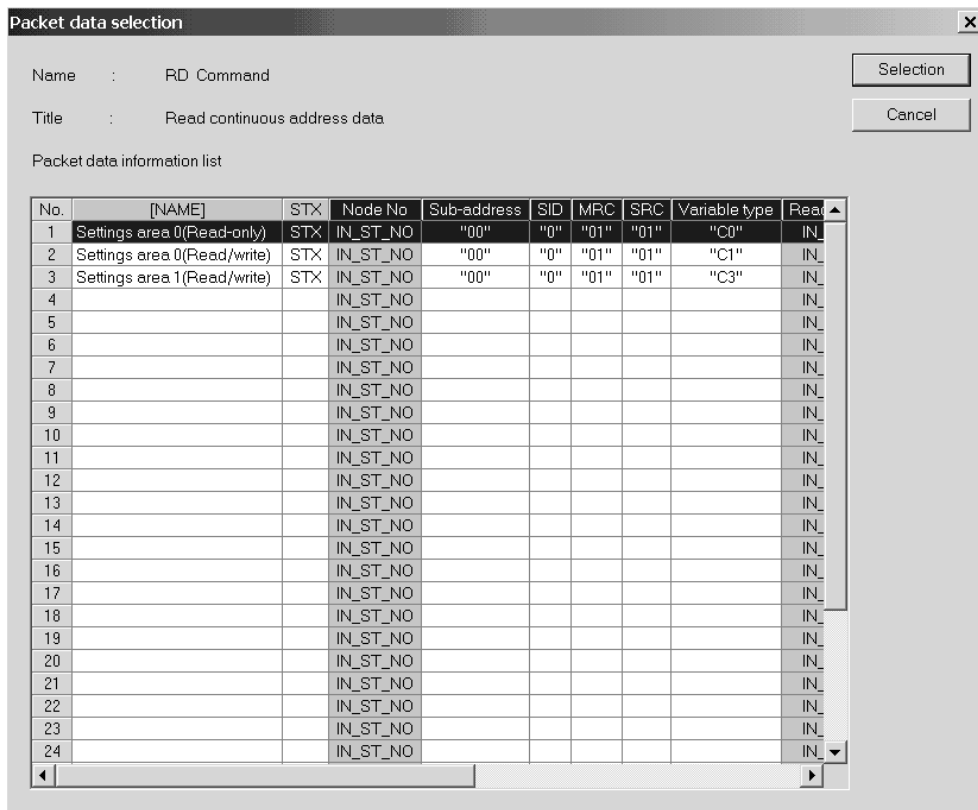 Packet data selection
Name : RD Command
Selection
Title : Read continuous address data
Cancel
Packet data information list
No. [NAME] STX Node No Sub-address SID MRC SRC Variable type Read
1 Settings area 0(Read-only) STX IN_ST_NO "00" "0" "01" "01" "C0" IN_
2 Settings area 0(Read/write) STX IN_ST_NO "00" "0" "01" "01" "C1" IN_
3 Settings area 1(Read/write) STX IN_ST_NO "00" "0" "01" "01" "C3" IN_
4 IN_ST_NO IN_
5 IN_ST_NO IN_
6 IN_ST_NO IN_
7 IN_ST_NO IN_
8 IN_ST_NO IN_
9 IN_ST_NO IN_
10 IN_ST_NO IN_
11 IN_ST_NO IN_
12 IN_ST_NO IN_
13 IN_ST_NO IN_
14 IN_ST_NO IN_
15 IN_ST_NO IN_
16 IN_ST_NO IN_
17 IN_ST_NO IN_
18 IN_ST_NO IN_
19 IN_ST_NO IN_
20 IN_ST_NO IN_
21 IN_ST_NO IN_
22 IN_ST_NO IN_
23 IN_ST_NO IN_
24 IN_ST_NO IN_